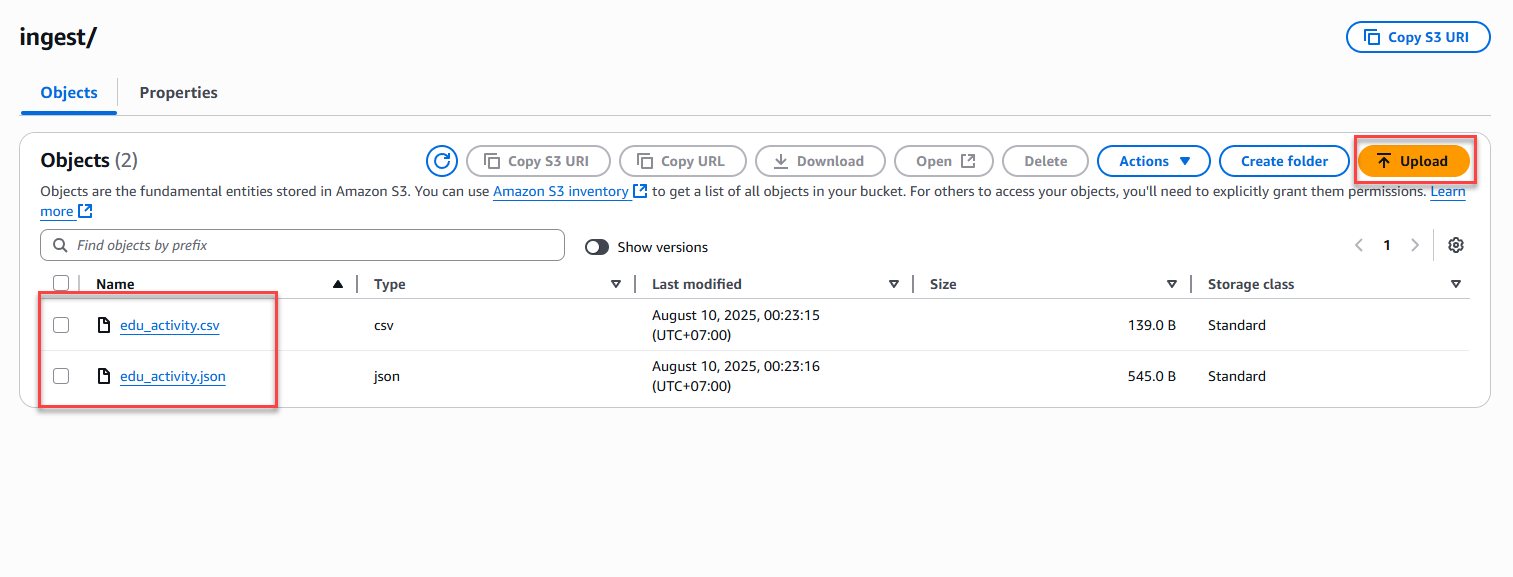 ingest/
Copy S3 URI
Objects
Properties
Objects (2)
Copy S3 URI
Copy URL
Download
Open
Delete
Actions
Create folder
Upload
Objects are the fundamental entities stored in Amazon S3. You can use Amazon S3 inventory to get a list of all objects in your bucket. For others to access your objects, you'll need to explicitly grant them permissions. Learn
more
Find objects by prefix
Show versions
1
Name
Type
Last modified
Size
Storage class
edu_activity.csv
csv
August 10, 2025, 00:23:15
(UTC+07:00)
139.0 B
Standard
edu_activity.json
json
August 10, 2025, 00:23:16
(UTC+07:00)
545.0 B
Standard